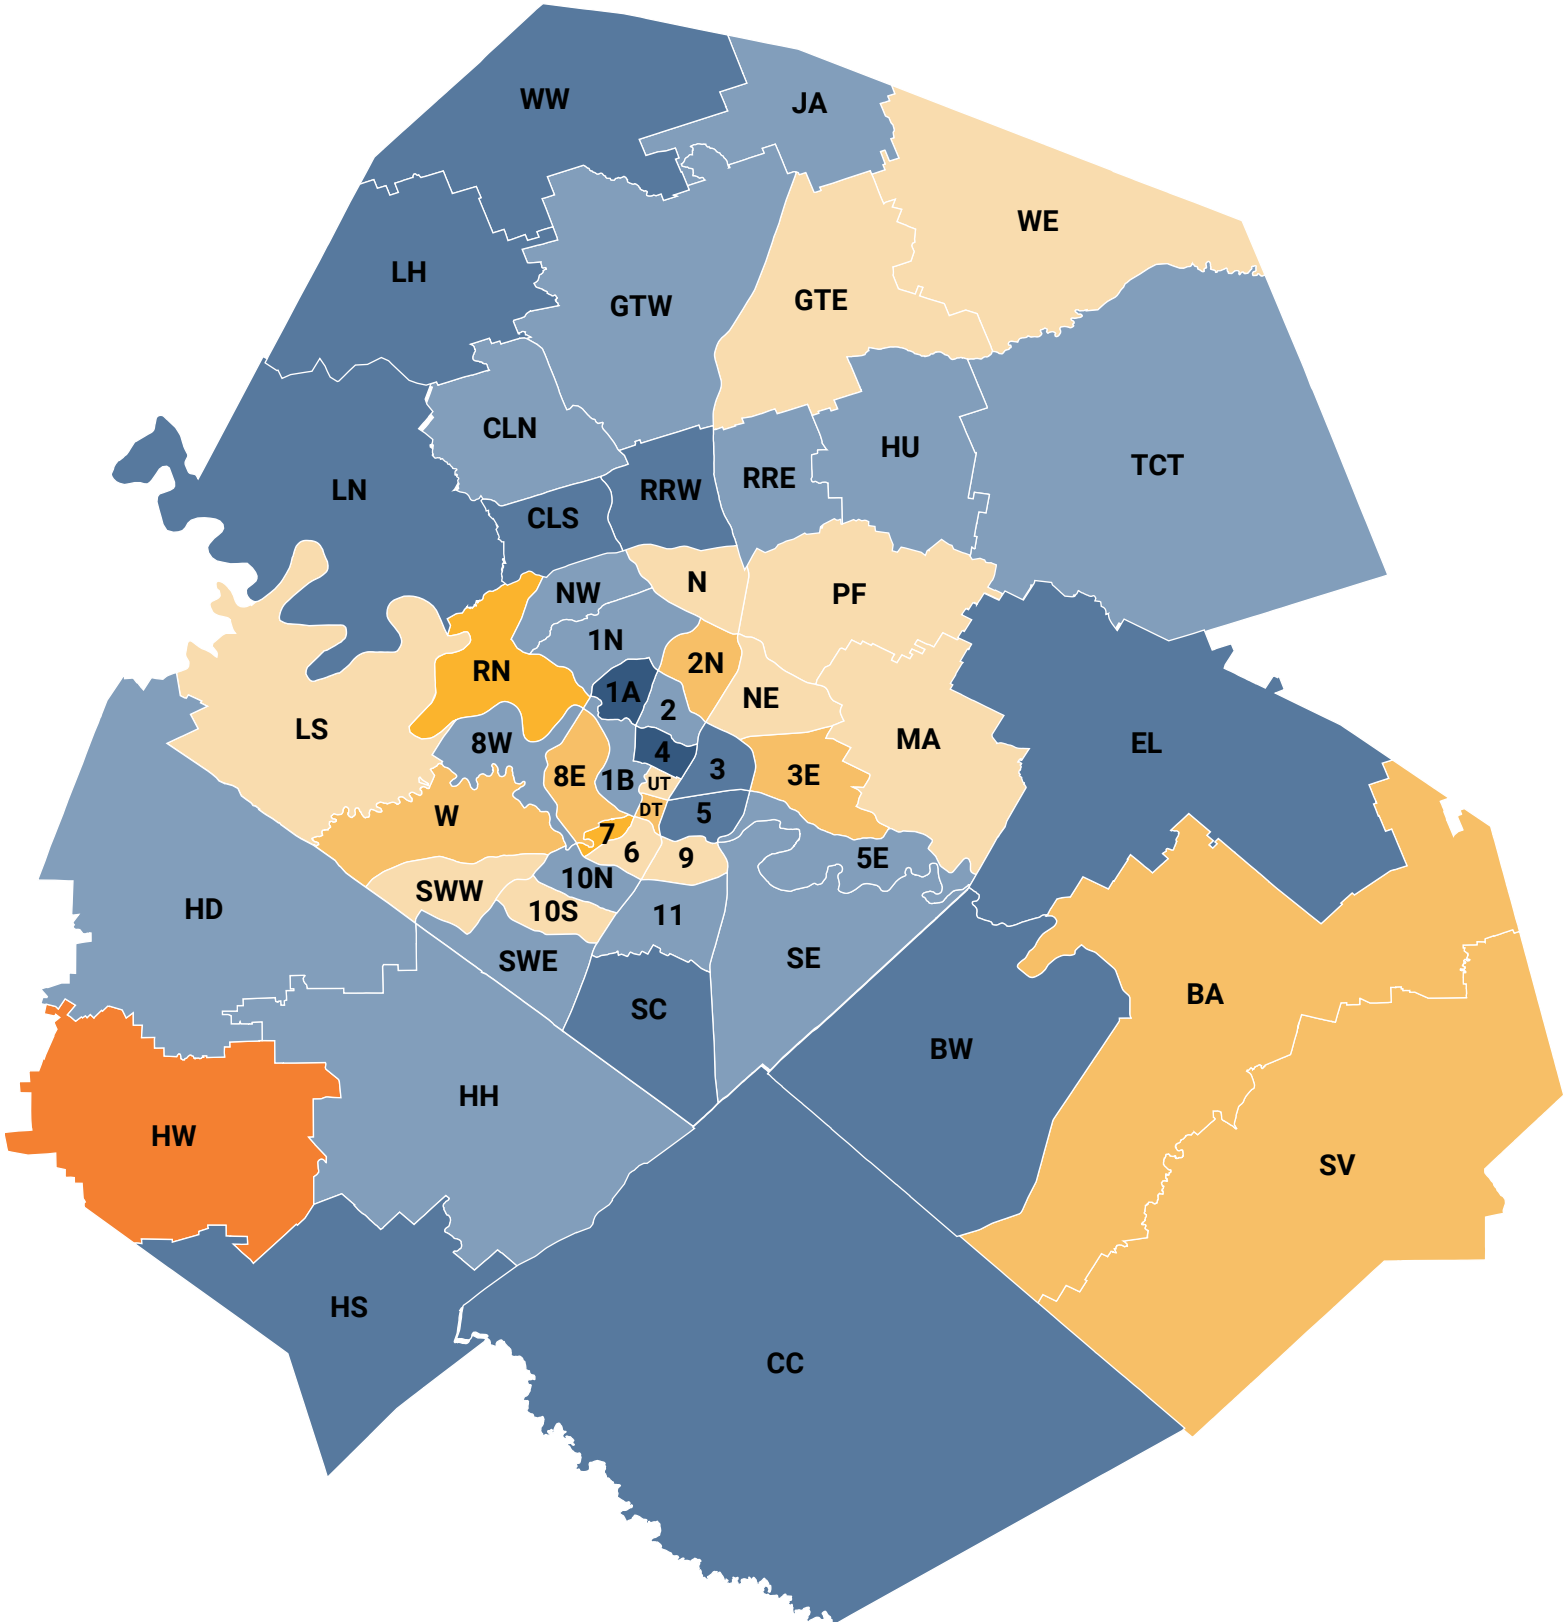 WW
JA
WE
LH
GTW
GTE
CLN
HU
TCT
LN
RRW
RRE
CLS
N
NW
PF
1N
2N
RN
1A
NE
2
LS
8W
4
MA
EL
3
8E
1B
UT
3E
W
DT
5
7
6
9
5E
10N
SWW
10S
11
HD
SWE
SE
BA
SC
BW
HH
HW
SV
HS
CC